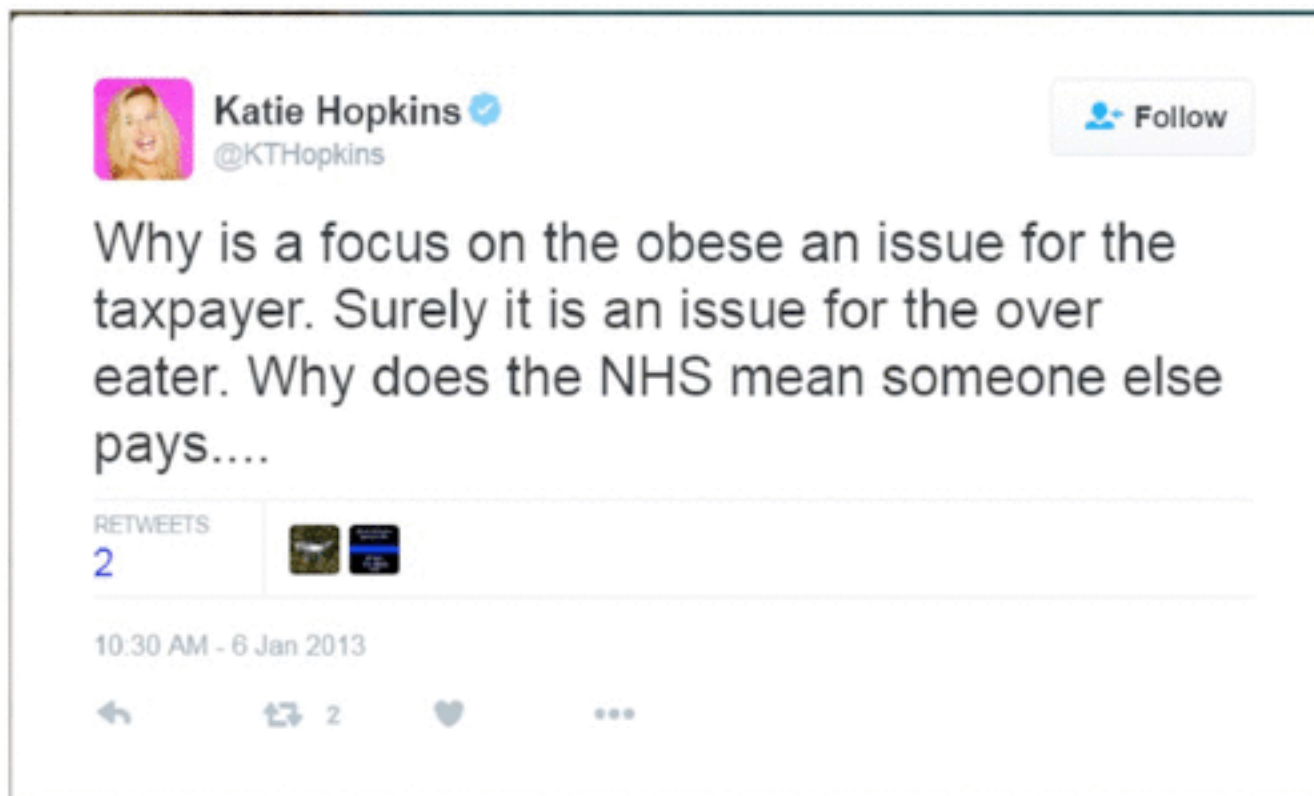 Katie Hopkins
Follow
@KTHopkins
Why is a focus on the obese an issue for the
taxpayer. Surely it is an issue for the over
eater. Why does the NHS mean someone else
pays....
RETWEETS
2
10:30 AM - 6 Jan 2013
2